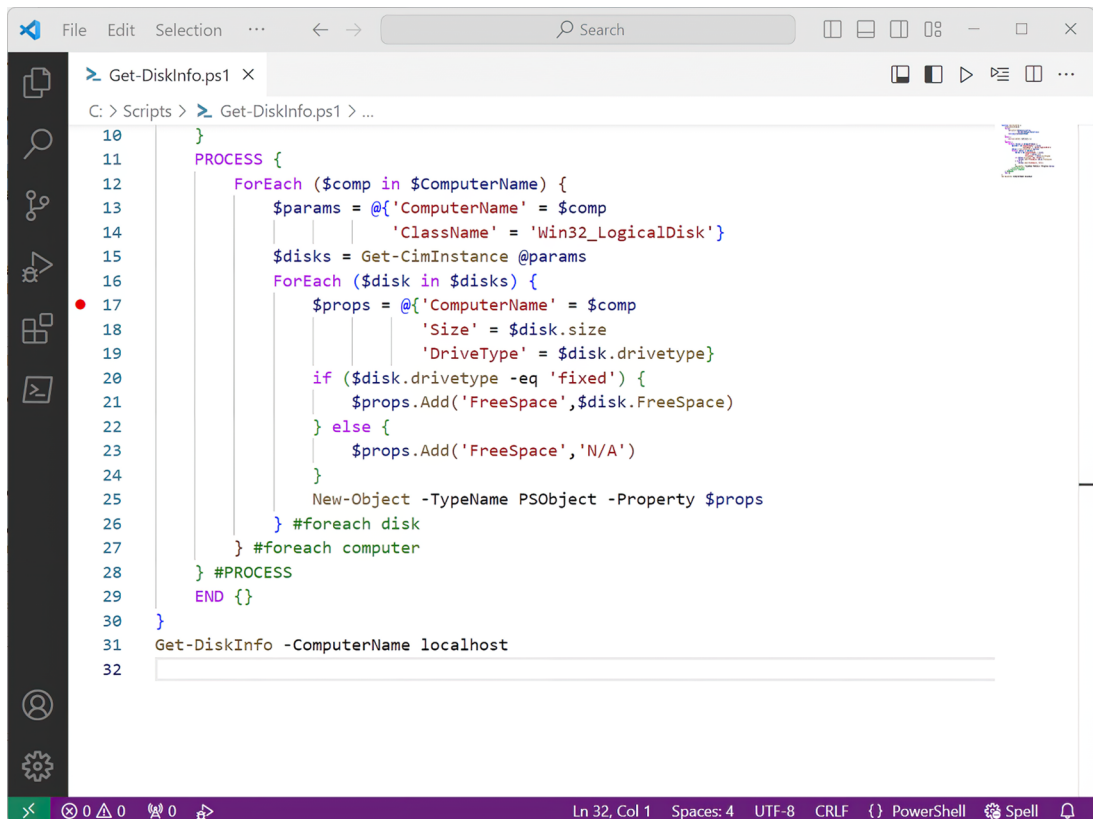 File Edit Selection ··· Search
Get-DiskInfo.ps1
C: > Scripts > Get-DiskInfo.ps1 > ...
10 }
11 PROCESS {
12 ForEach ($comp in $ComputerName) {
13 $params = @{'ComputerName' = $comp
14 'ClassName' = 'Win32_LogicalDisk'}
15 $disks = Get-CimInstance @params
16 ForEach ($disk in $disks) {
17 $props = @{'ComputerName' = $comp
18 'Size' = $disk.size
19 'DriveType' = $disk.drivetype}
20 if ($disk.drivetype -eq 'fixed') {
21 $props.Add('FreeSpace',$disk.FreeSpace)
22 } else {
23 $props.Add('FreeSpace','N/A')
24 }
25 New-Object -TypeName PSObject -Property $props
26 } #foreach disk
27 } #foreach computer
28 } #PROCESS
29 END {}
30 }
31 Get-DiskInfo -ComputerName localhost
32
0 0 0 Ln 32, Col 1 Spaces: 4 UTF-8 CRLF {} PowerShell Spell